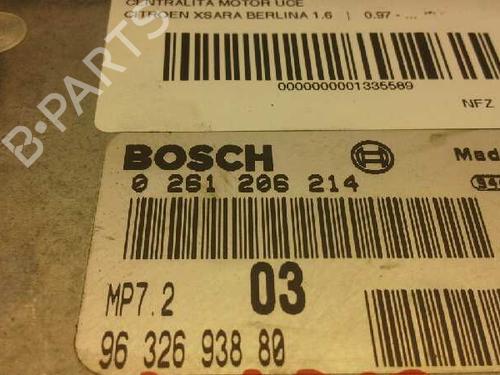 CENTRALITA MOTOR UCE
CITROEN XSARA BERLINA 1.6 | 0.97 - ...
0000000001335589
NFZ
B-PARTS
BOSCH
Mad
0 261 206 214
MP7.2
03
96 326 938 80